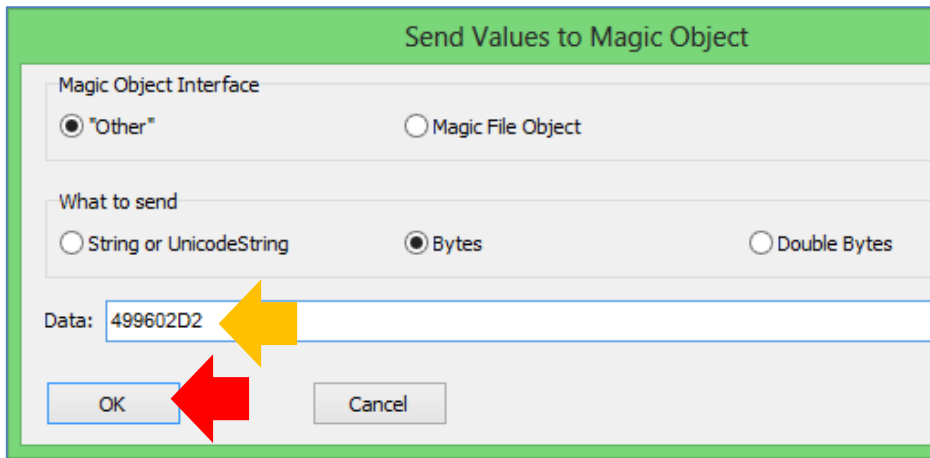 Send Values to Magic Object
Magic Object Interface
"Other" Magic File Object
What to send
String or UnicodeString Bytes Double Bytes
Data: 499602D2
OK Cancel